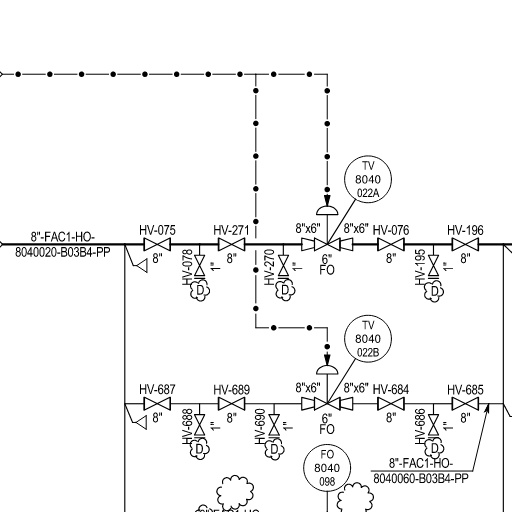 TV
8040
022A
8"-FAC1-HO-
8040020-B03B4-PP
HV-075
8"
HV-271
8"
8"x6"
8"x6"
HV-076
8"
HV-196
8"
6"
FO
HV-078
1"
D
HV-270
1"
D
HV-195
1"
D
TV
8040
022B
HV-687
8"
HV-689
8"
8"x6"
8"x6"
HV-684
8"
HV-685
8"
6"
FO
HV-688
1"
D
HV-690
1"
D
HV-686
1"
D
FO
8040
098
8"-FAC1-HO-
8040060-B03B4-PP